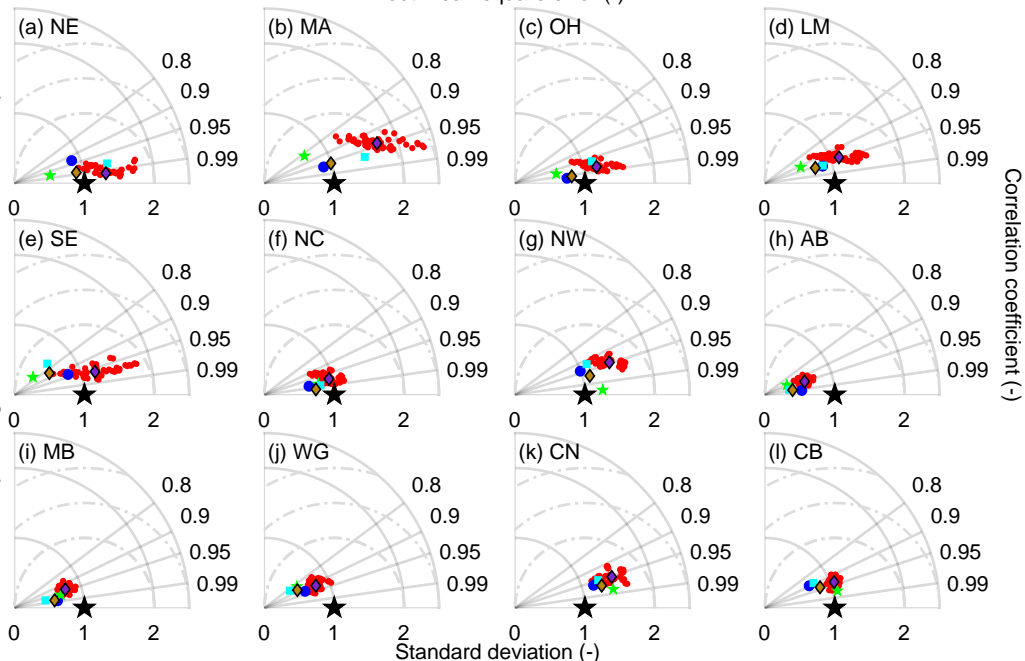 (a) NE
(b) MA
(c) OH
(d) LM
0.8
0.8
0.8
0.8
0.9
0.9
0.9
0.9
0.95
0.95
0.95
0.95
0.99
0.99
0.99
0.99
0 1 2
0 1 2
0 1 2
0 1 2
(e) SE
(f) NC
(g) NW
(h) AB
0.8
0.8
0.8
0.8
0.9
0.9
0.9
0.9
0.95
0.95
0.95
0.95
0.99
0.99
0.99
0.99
0 1 2
0 1 2
0 1 2
0 1 2
(i) MB
(j) WG
(k) CN
(l) CB
0.8
0.8
0.8
0.8
0.9
0.9
0.9
0.9
0.95
0.95
0.95
0.95
0.99
0.99
0.99
0.99
0 1 2
0 1 2
0 1 2
0 1 2
Standard deviation (-)
Correlation coefficient (-)